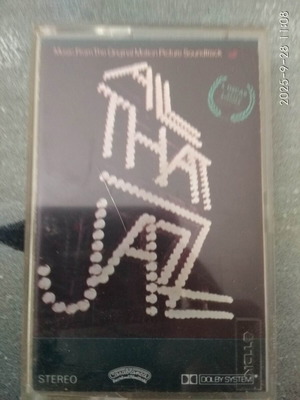 Music From The Original Motion Picture Soundtrack
ALL
THAT
JAZZ
STEREO
DOLBY SYSTEM
2025-9-28 11:08